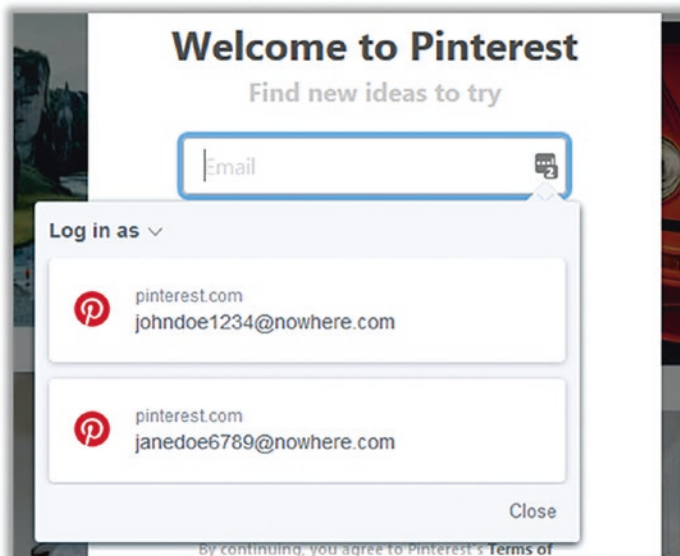 Welcome to Pinterest
Find new ideas to try
Email
2
Log in as
pinterest.com
johndoe1234@nowhere.com
pinterest.com
janedoe6789@nowhere.com
Close
By continuing, you agree to Pinterest's Terms of